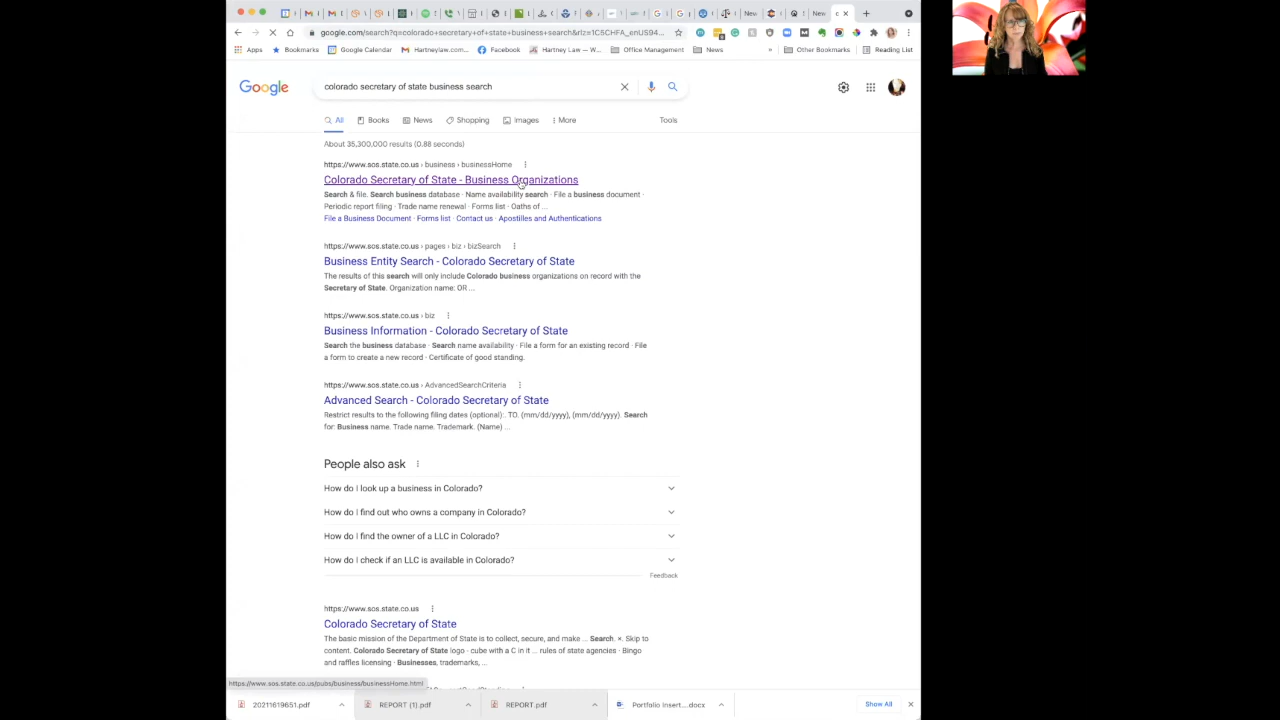 google.com/search?q=colorado+secretary+of+state+business+search&rlz=1C5CHFA_enUS94...
Apps Bookmarks Google Calendar Hartneylaw.com... Facebook Hartney Law — W... Office Management News » Other Bookmarks Reading List
Google colorado secretary of state business search
All Books News Shopping Images More Tools
About 35,300,000 results (0.88 seconds)
https://www.sos.state.co.us › business › businessHome
Colorado Secretary of State - Business Organizations
Search & file. Search business database · Name availability search · File a business document ·
Periodic report filing · Trade name renewal · Forms list · Oaths of ...
File a Business Document · Forms list · Contact us · Apostilles and Authentications
https://www.sos.state.co.us › pages › biz › bizSearch
Business Entity Search - Colorado Secretary of State
The results of this search will only include Colorado business organizations on record with the
Secretary of State. Organization name: OR ...
https://www.sos.state.co.us › biz
Business Information - Colorado Secretary of State
Search the business database · Search name availability · File a form for an existing record · File
a form to create a new record · Certificate of good standing.
https://www.sos.state.co.us › AdvancedSearchCriteria
Advanced Search - Colorado Secretary of State
Restrict results to the following filing dates (optional):. TO. (mm/dd/yyyy), (mm/dd/yyyy). Search
for: Business name. Trade name. Trademark. (Name) ...
People also ask
How do I look up a business in Colorado?
How do I find out who owns a company in Colorado?
How do I find the owner of a LLC in Colorado?
How do I check if an LLC is available in Colorado?
Feedback
https://www.sos.state.co.us
Colorado Secretary of State
The basic mission of the Department of State is to collect, secure, and make ... Search. ×. Skip to
content. Colorado Secretary of State logo · cube with a C in it ... rules of state agencies · Bingo
and raffles licensing · Businesses, trademarks, ...
https://www.sos.state.co.us/pubs/business/businessHome.html
20211619651.pdf REPORT (1).pdf REPORT.pdf Portfolio Insert....docx Show All